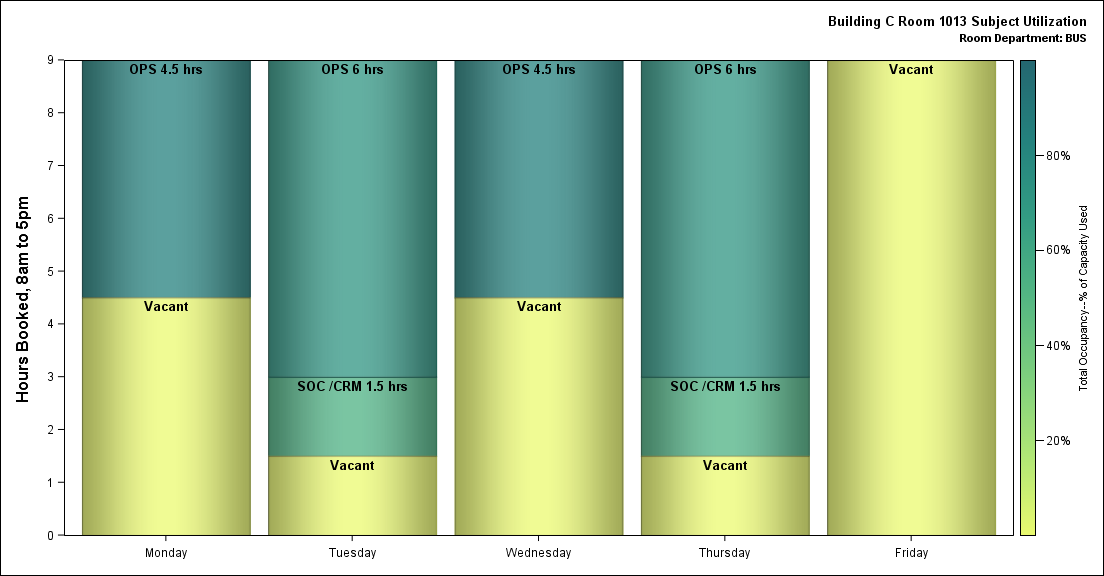 Building C Room 1013 Subject Utilization
Room Department: BUS
Hours Booked, 8am to 5pm
9
8
7
6
5
4
3
2
1
0
OPS 4.5 hrs
Vacant
OPS 6 hrs
SOC /CRM 1.5 hrs
Vacant
OPS 4.5 hrs
Vacant
OPS 6 hrs
SOC /CRM 1.5 hrs
Vacant
Vacant
Monday
Tuesday
Wednesday
Thursday
Friday
80%
60%
40%
20%
Total Occupancy--% of Capacity Used